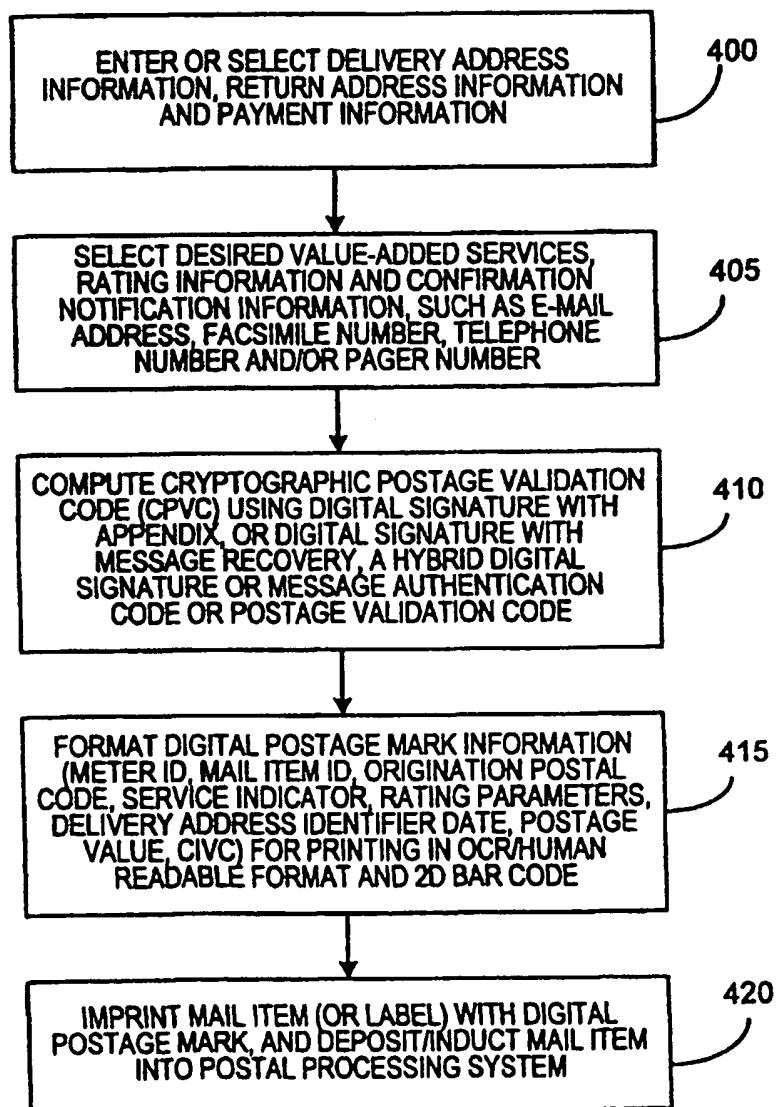 ENTER OR SELECT DELIVERY ADDRESS
INFORMATION, RETURN ADDRESS INFORMATION
AND PAYMENT INFORMATION
400
SELECT DESIRED VALUE-ADDED SERVICES,
RATING INFORMATION AND CONFIRMATION
NOTIFICATION INFORMATION, SUCH AS E-MAIL
ADDRESS, FACSIMILE NUMBER, TELEPHONE
NUMBER AND/OR PAGER NUMBER
405
COMPUTE CRYPTOGRAPHIC POSTAGE VALIDATION
CODE (CPVC) USING DIGITAL SIGNATURE WITH
APPENDIX, OR DIGITAL SIGNATURE WITH
MESSAGE RECOVERY, A HYBRID DIGITAL
SIGNATURE OR MESSAGE AUTHENTICATION
CODE OR POSTAGE VALIDATION CODE
410
FORMAT DIGITAL POSTAGE MARK INFORMATION
(METER ID, MAIL ITEM ID, ORIGINATION POSTAL
CODE, SERVICE INDICATOR, RATING PARAMETERS,
DELIVERY ADDRESS IDENTIFIER DATE, POSTAGE
VALUE, CIVC) FOR PRINTING IN OCR/HUMAN
READABLE FORMAT AND 2D BAR CODE
415
IMPRINT MAIL ITEM (OR LABEL) WITH DIGITAL
POSTAGE MARK, AND DEPOSIT/INDUCT MAIL ITEM
INTO POSTAL PROCESSING SYSTEM
420